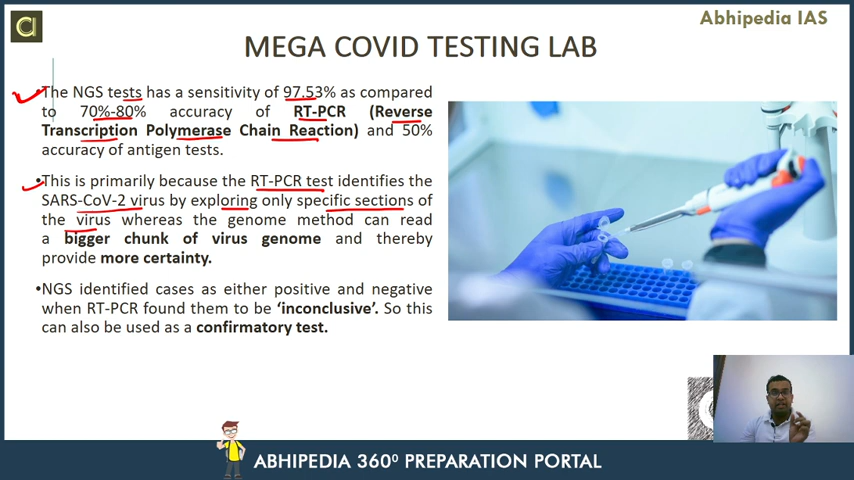 Abhipedia IAS
MEGA COVID TESTING LAB
•The NGS tests has a sensitivity of 97.53% as compared
to 70%-80% accuracy of RT-PCR (Reverse
Transcription Polymerase Chain Reaction) and 50%
accuracy of antigen tests.
•This is primarily because the RT-PCR test identifies the
SARS-CoV-2 virus by exploring only specific sections of
the virus whereas the genome method can read
a bigger chunk of virus genome and thereby
provide more certainty.
•NGS identified cases as either positive and negative
when RT-PCR found them to be ‘inconclusive’. So this
can also be used as a confirmatory test.
ABHIPEDIA 360⁰ PREPARATION PORTAL